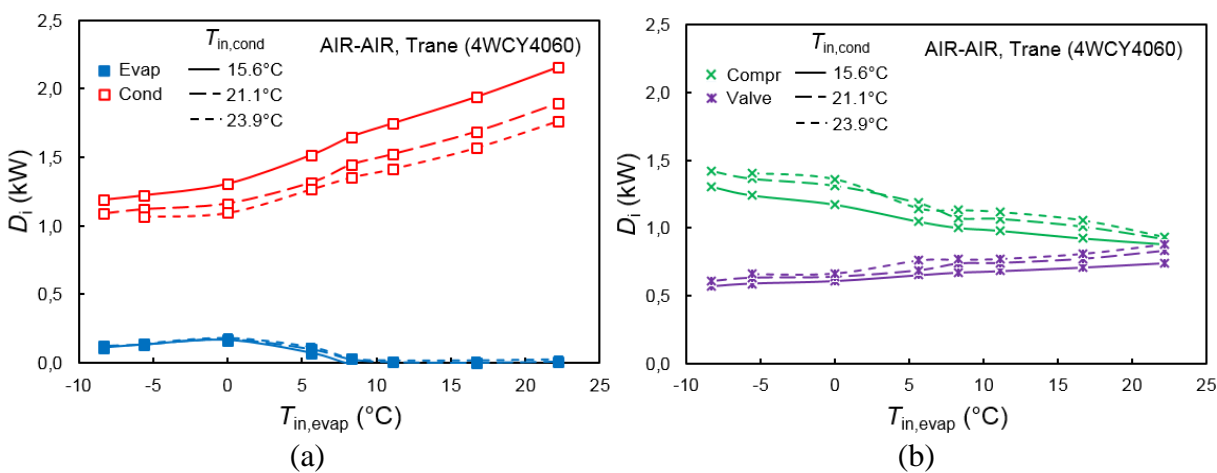 2,5
2,0
1,5
1,0
0,5
0,0
D_i (kW)
T_in,cond
AIR-AIR, Trane (4WCY4060)
Evap
15.6°C
Cond
21.1°C
23.9°C
-10
-5
0
5
10
15
20
25
T_in,evap (°C)
(a)
2,5
2,0
1,5
1,0
0,5
0,0
D_i (kW)
T_in,cond
AIR-AIR, Trane (4WCY4060)
Compr
15.6°C
Valve
21.1°C
23.9°C
-10
-5
0
5
10
15
20
25
T_in,evap (°C)
(b)